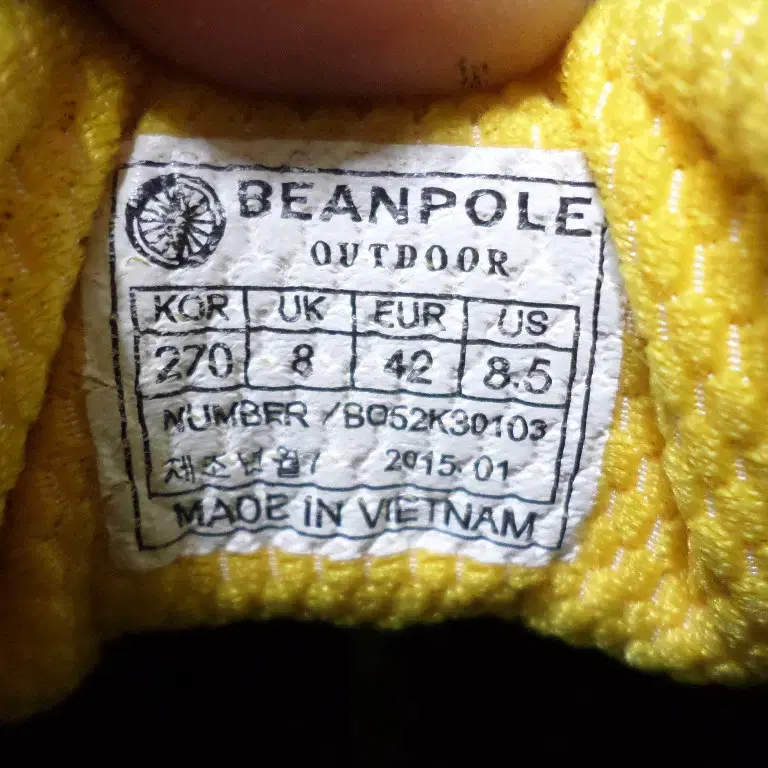 BEANPOLE
OUTDOOR
KOR UK EUR US
270 8 42 8.5
NUMBER /BO52K30103
제조년월/ 2015.01
MADE IN VIETNAM